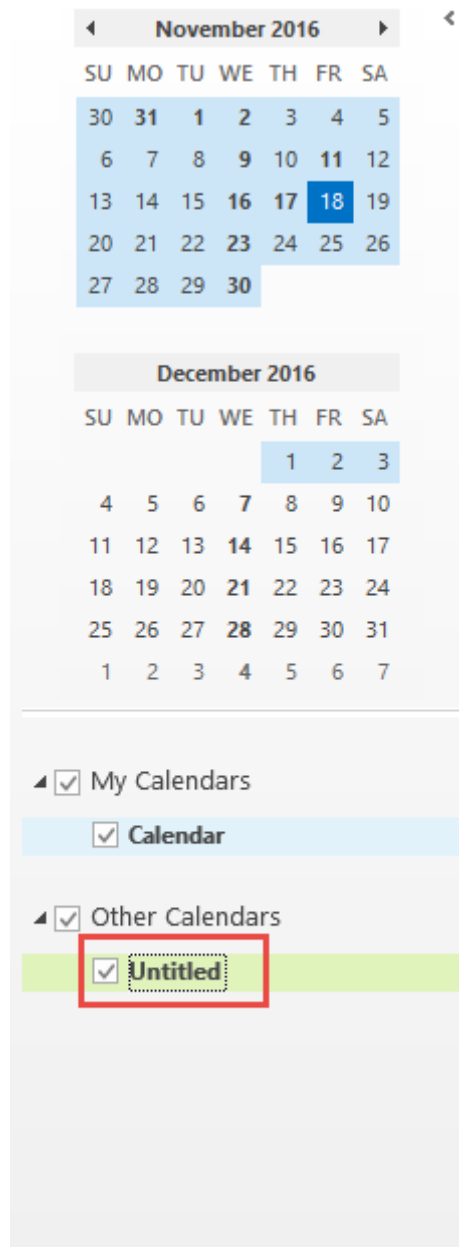 November 2016
SU MO TU WE TH FR SA
30 31 1 2 3 4 5
6 7 8 9 10 11 12
13 14 15 16 17 18 19
20 21 22 23 24 25 26
27 28 29 30
December 2016
SU MO TU WE TH FR SA
1 2 3
4 5 6 7 8 9 10
11 12 13 14 15 16 17
18 19 20 21 22 23 24
25 26 27 28 29 30 31
1 2 3 4 5 6 7
My Calendars
Calendar
Other Calendars
Untitled